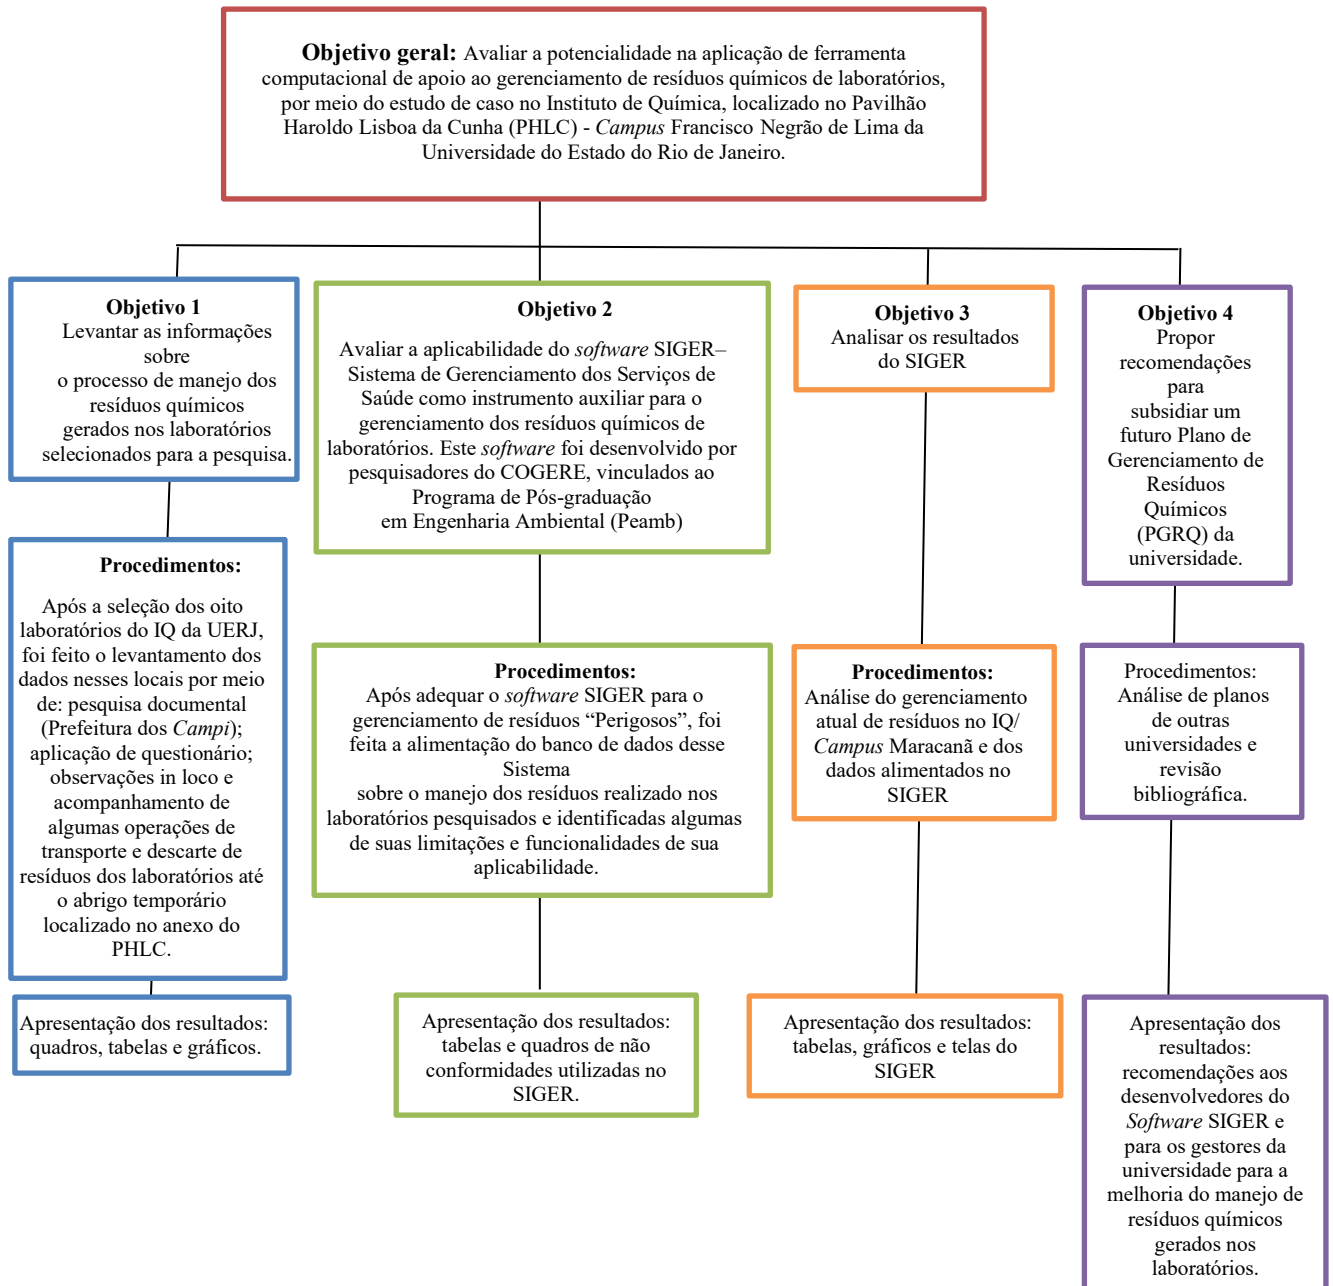 Objetivo geral: Avaliar a potencialidade na aplicação de ferramenta
computacional de apoio ao gerenciamento de resíduos químicos de laboratórios,
por meio do estudo de caso no Instituto de Química, localizado no Pavilhão
Haroldo Lisboa da Cunha (PHLC) - Campus Francisco Negrão de Lima da
Universidade do Estado do Rio de Janeiro.
Objetivo 1
Levantar as informações
sobre
o processo de manejo dos
resíduos químicos
gerados nos laboratórios
selecionados para a pesquisa.
Objetivo 2
Avaliar a aplicabilidade do software SIGER–
Sistema de Gerenciamento dos Serviços de
Saúde como instrumento auxiliar para o
gerenciamento dos resíduos químicos de
laboratórios. Este software foi desenvolvido por
pesquisadores do COGERE, vinculados ao
Programa de Pós-graduação
em Engenharia Ambiental (Peamb)
Objetivo 3
Analisar os resultados
do SIGER
Objetivo 4
Propor
recomendações
para
subsidiar um
futuro Plano de
Gerenciamento de
Resíduos
Químicos
(PGRQ) da
universidade.
Procedimentos:
Após a seleção dos oito
laboratórios do IQ da UERJ,
foi feito o levantamento dos
dados nesses locais por meio
de: pesquisa documental
(Prefeitura dos Campi);
aplicação de questionário;
observações in loco e
acompanhamento de
algumas operações de
transporte e descarte de
resíduos dos laboratórios até
o abrigo temporário
localizado no anexo do
PHLC.
Procedimentos:
Após adequar o software SIGER para o
gerenciamento de resíduos “Perigosos”, foi
feita a alimentação do banco de dados desse
Sistema
sobre o manejo dos resíduos realizado nos
laboratórios pesquisados e identificadas algumas
de suas limitações e funcionalidades de sua
aplicabilidade.
Procedimentos:
Análise do gerenciamento
atual de resíduos no IQ/
Campus Maracanã e dos
dados alimentados no
SIGER
Procedimentos:
Análise de planos
de outras
universidades e
revisão
bibliográfica.
Apresentação dos resultados:
quadros, tabelas e gráficos.
Apresentação dos resultados:
tabelas e quadros de não
conformidades utilizadas no
SIGER.
Apresentação dos resultados:
tabelas, gráficos e telas do
SIGER
Apresentação dos
resultados:
recomendações aos
desenvolvedores do
Software SIGER e
para os gestores da
universidade para a
melhoria do manejo de
resíduos químicos
gerados nos
laboratórios.